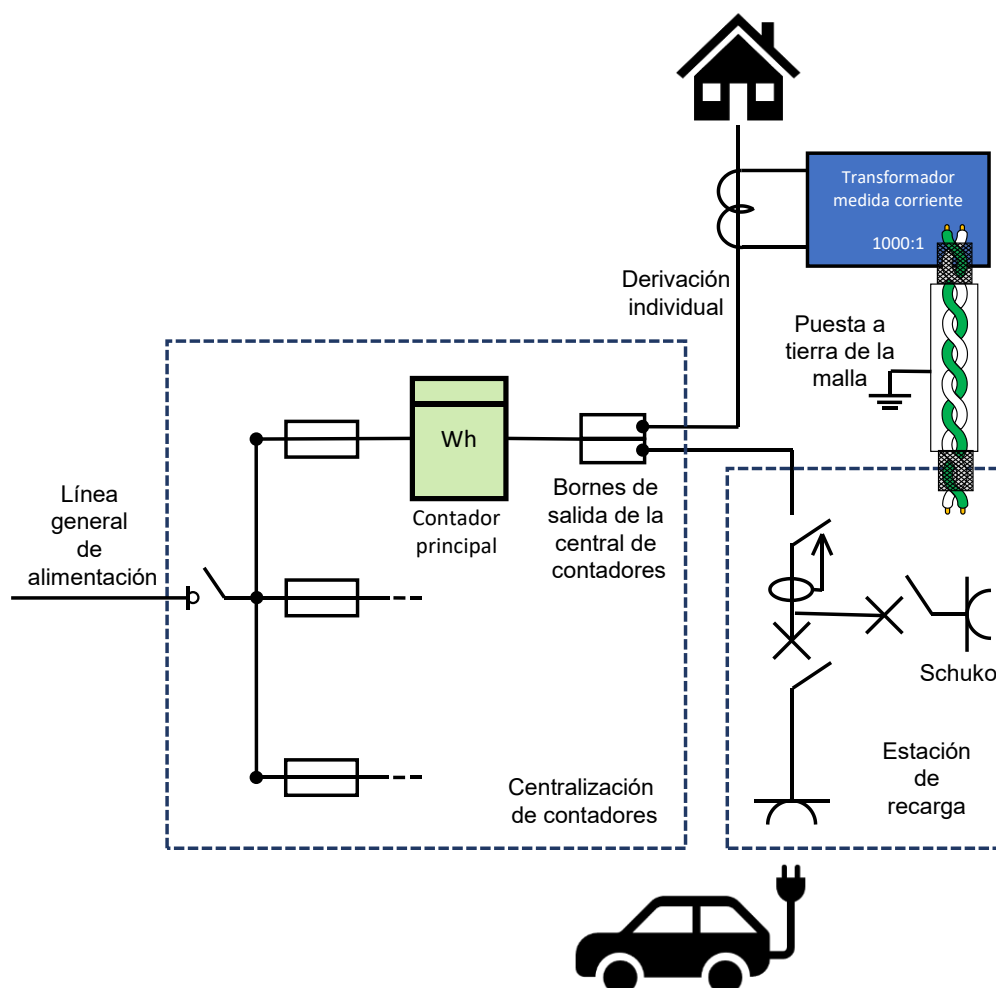 Transformador
medida corriente
1000:1
Derivación
individual
Puesta a
tierra de la
malla
Wh
Contador
principal
Bornes de
salida de la
central de
contadores
Línea
general
de
alimentación
Schuko
Estación
de
recarga
Centralización
de contadores